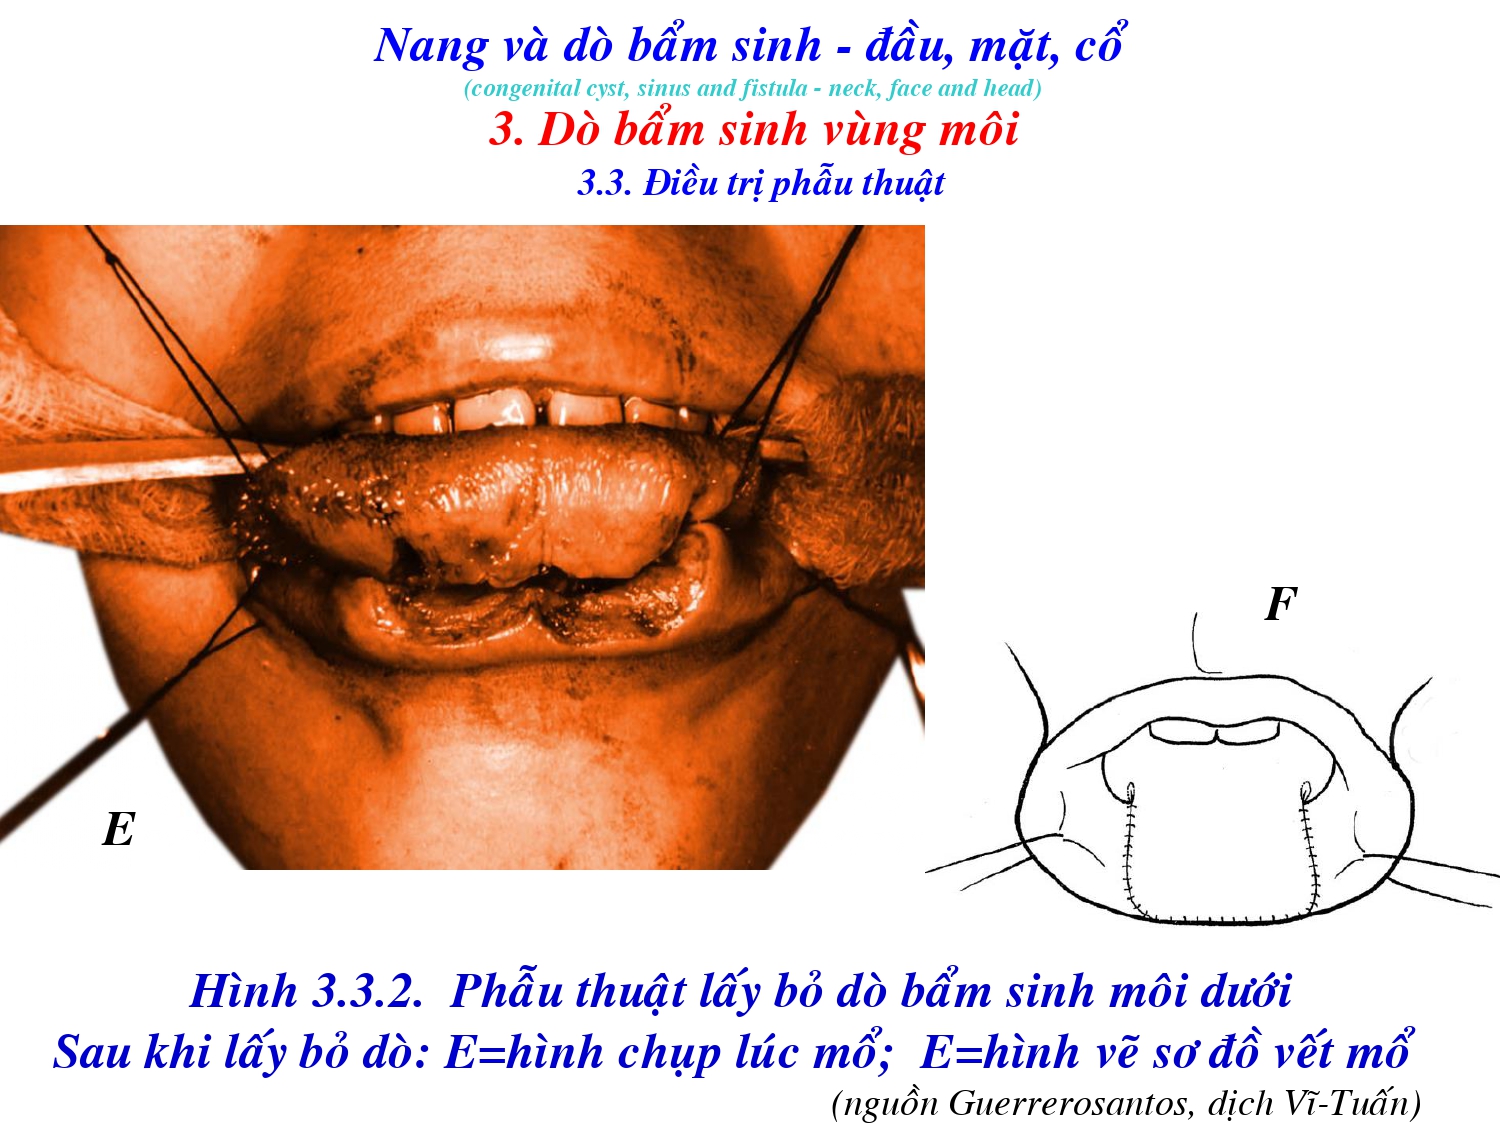 Nang và dò bẩm sinh - đầu, mặt, cổ
(congenital cyst, sinus and fistula - neck, face and head)
3. Dò bẩm sinh vùng môi
3.3. Điều trị phẫu thuật
F
E
Hình 3.3.2. Phẫu thuật lấy bỏ dò bẩm sinh môi dưới
Sau khi lấy bỏ dò: E=hình chụp lúc mổ; E=hình vẽ sơ đồ vết mổ
(nguồn Guerrerosantos, dịch Vĩ-Tuấn)